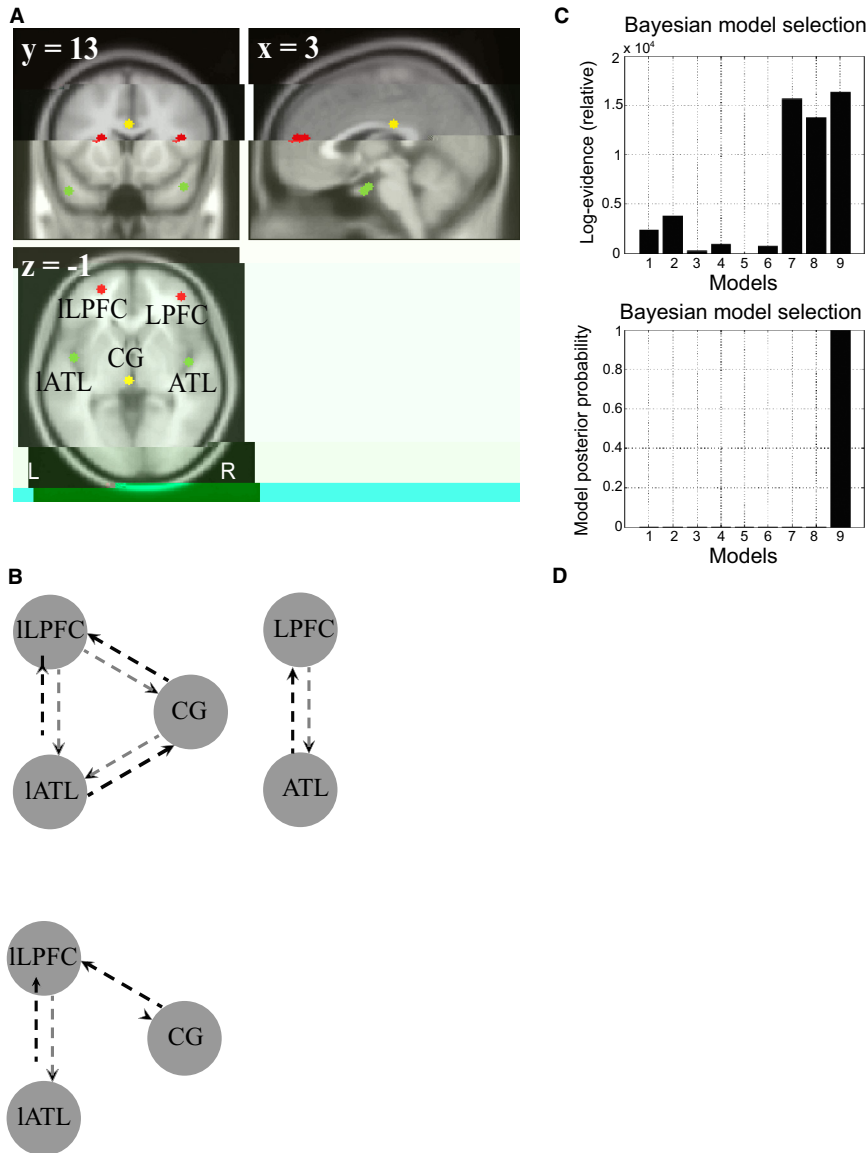 A
y = 13
x = 3
z = -1
lLPFC
LPFC
CG
lATL
ATL
L
R
C
Bayesian model selection
x 10⁴
2
1.5
1
0.5
0
Log-evidence (relative)
1 2 3 4 5 6 7 8 9
Models
Bayesian model selection
1
0.8
0.6
0.4
0.2
0
Model posterior probability
1 2 3 4 5 6 7 8 9
Models
B
lLPFC
CG
lATL
LPFC
ATL
lLPFC
CG
lATL
D